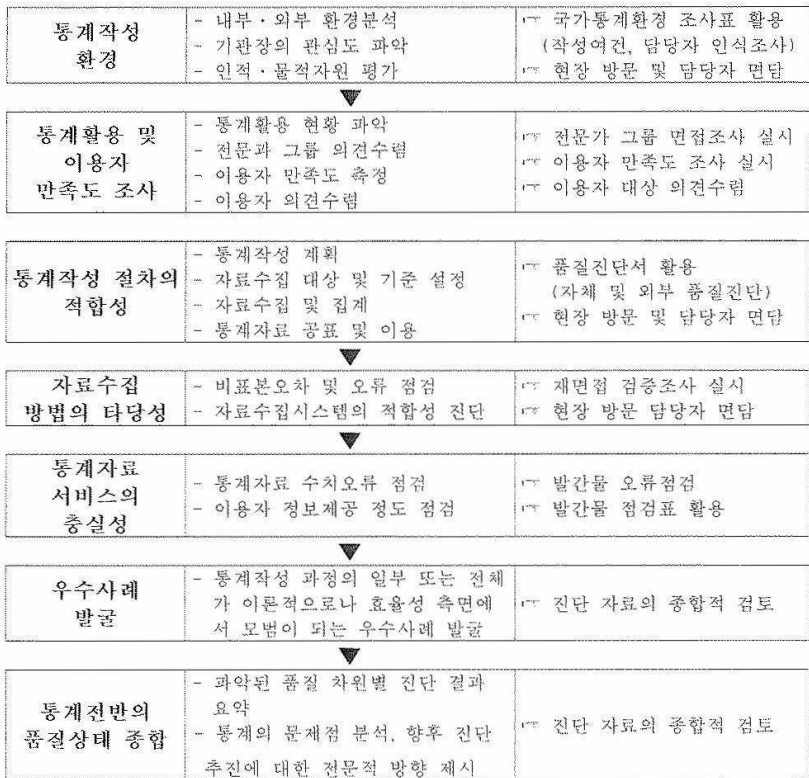 통계작성
환경
- 내부·외부 환경분석
- 기관장의 관심도 파악
- 인적·물적자원 평가
☞ 국가통계환경 조사표 활용
(작성여건, 담당자 인식조사)
☞ 현장 방문 및 담당자 면담
통계활용 및
이용자
만족도 조사
- 통계활용 현황 파악
- 전문과 그룹 의견수렴
- 이용자 만족도 측정
- 이용자 의견수렴
☞ 전문가 그룹 면접조사 실시
☞ 이용자 만족도 조사 실시
☞ 이용자 대상 의견수렴
통계작성 절차의
적합성
- 통계작성 계획
- 자료수집 대상 및 기준 설정
- 자료수집 및 집계
- 통계자료 공표 및 이용
☞ 품질진단서 활용
(자체 및 외부 품질진단)
☞ 현장 방문 및 담당자 면담
자료수집
방법의 타당성
- 비표본오차 및 오류 점검
- 자료수집시스템의 적합성 진단
☞ 재면접 검증조사 실시
☞ 현장 방문 담당자 면담
통계자료
서비스의
충실성
- 통계자료 수치오류 점검
- 이용자 정보제공 정도 점검
☞ 발간물 오류점검
☞ 발간물 점검표 활용
우수사례
발굴
- 통계작성 과정의 일부 또는 전체
가 이론적으로나 효율성 측면에
서 모범이 되는 우수사례 발굴
☞ 진단 자료의 종합적 검토
통계전반의
품질상태 종합
- 파악된 품질 차원별 진단 결과
요약
- 통계의 문제점 분석, 향후 진단
추진에 대한 전문적 방향 제시
☞ 진단 자료의 종합적 검토